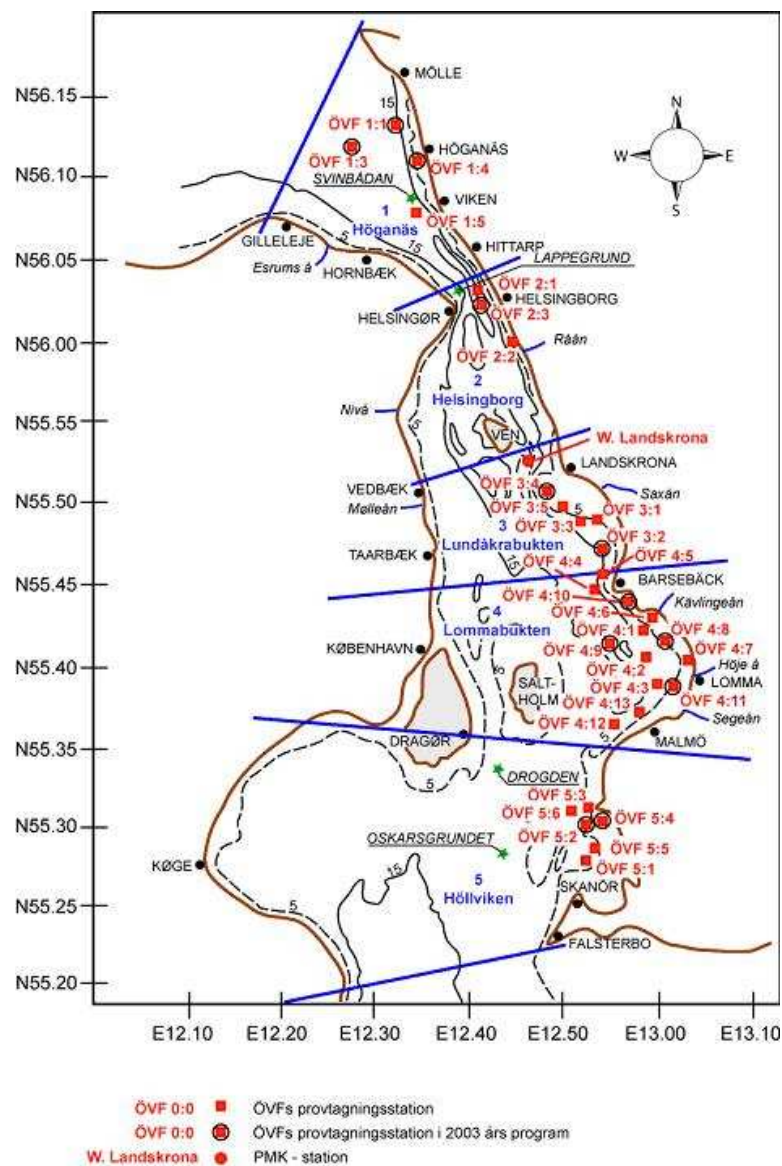 MÖLLE
N56.15
15
ÖVF 1:1
N
ÖVF 1:3
HÖGANÄS
W
E
N56.10
ÖVF 1:4
SVINBÅDAN
S
VIKEN
1
Höganäs
ÖVF 1:5
GILLELEJE
5
15
HITTARP
N56.05
Esrums å
HORNBÆK
LAPPEGRUND
ÖVF 2:1
HELSINGBORG
HELSINGØR
ÖVF 2:3
N56.00
ÖVF 2:2
Råån
2
Helsingborg
Nivå
5
N55.55
VEN
W. Landskrona
LANDSKRONA
VEDBÆK
ÖVF 3:4
N55.50
Mølleån
ÖVF 3:5
Saxån
5
ÖVF 3:1
3
ÖVF 3:3
Lundåkrabukten
ÖVF 3:2
TAARBÆK
15
ÖVF 4:4
ÖVF 4:5
N55.45
BARSEBÄCK
ÖVF 4:10
4
Lommabukten
ÖVF 4:6
Kävlingeån
ÖVF 4:1
ÖVF 4:8
KØBENHAVN
ÖVF 4:9
ÖVF 4:7
N55.40
5
ÖVF 4:2
Höje å
SALT-
HOLM
ÖVF 4:3
LOMMA
ÖVF 4:13
ÖVF 4:11
ÖVF 4:12
Segeån
DRAGØR
5
MALMÖ
N55.35
5
DROGDEN
ÖVF 5:3
N55.30
ÖVF 5:6
ÖVF 5:4
OSKARSGRUNDET
ÖVF 5:2
ÖVF 5:5
KØGE
15
ÖVF 5:1
5
Höllviken
SKANÖR
N55.25
5
FALSTERBO
N55.20
E12.10 E12.20 E12.30 E12.40 E12.50 E13.00 E13.10
ÖVF 0:0 ÖVFs provtagningsstation
ÖVF 0:0 ÖVFs provtagningsstation i 2003 års program
W. Landskrona PMK - station